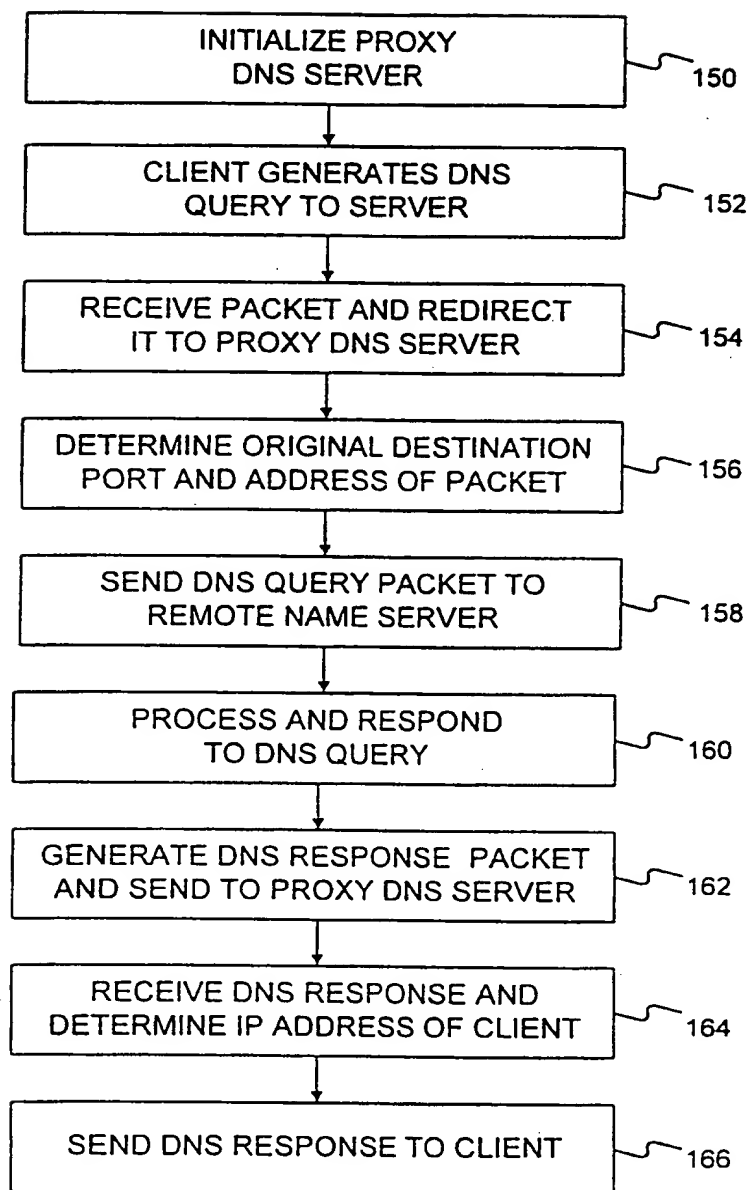 INITIALIZE PROXY
DNS SERVER
150
CLIENT GENERATES DNS
QUERY TO SERVER
152
RECEIVE PACKET AND REDIRECT
IT TO PROXY DNS SERVER
154
DETERMINE ORIGINAL DESTINATION
PORT AND ADDRESS OF PACKET
156
SEND DNS QUERY PACKET TO
REMOTE NAME SERVER
158
PROCESS AND RESPOND
TO DNS QUERY
160
GENERATE DNS RESPONSE PACKET
AND SEND TO PROXY DNS SERVER
162
RECEIVE DNS RESPONSE AND
DETERMINE IP ADDRESS OF CLIENT
164
SEND DNS RESPONSE TO CLIENT
166